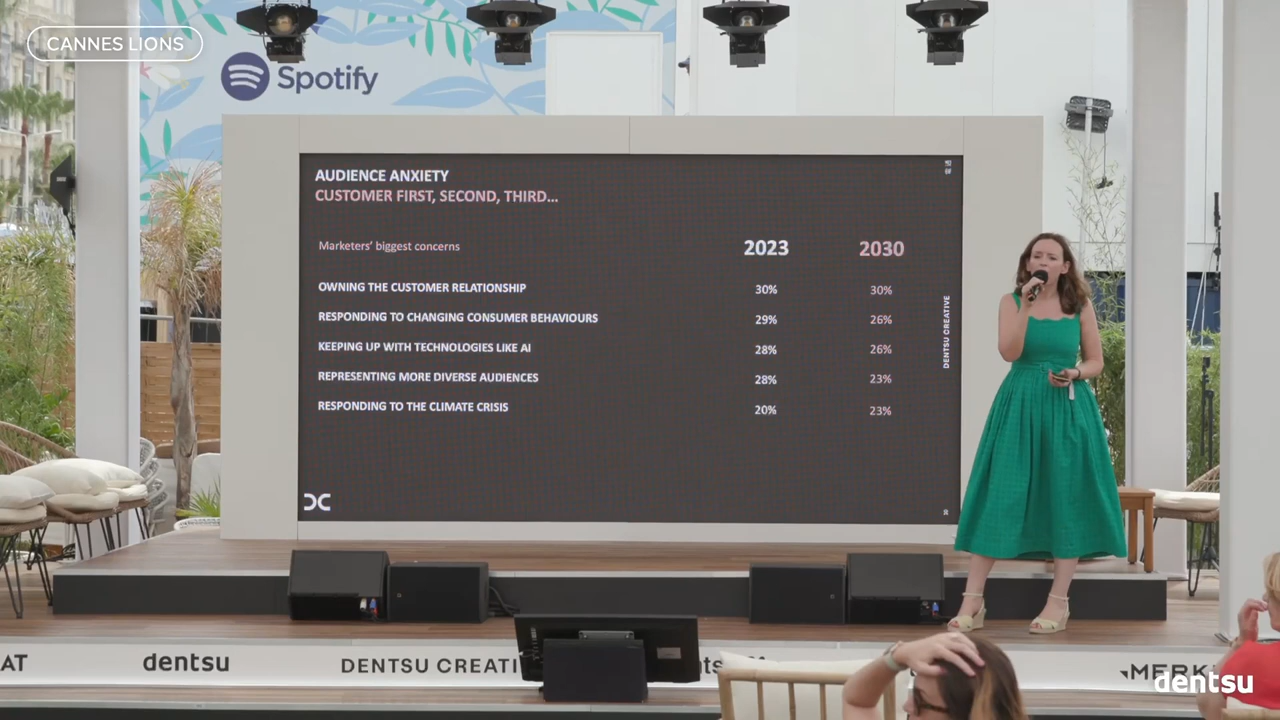 CANNES LIONS
Spotify
AUDIENCE ANXIETY
CUSTOMER FIRST, SECOND, THIRD...
Marketers' biggest concerns 2023 2030
OWNING THE CUSTOMER RELATIONSHIP 30% 30%
RESPONDING TO CHANGING CONSUMER BEHAVIOURS 29% 26%
KEEPING UP WITH TECHNOLOGIES LIKE AI 28% 26%
REPRESENTING MORE DIVERSE AUDIENCES 28% 23%
RESPONDING TO THE CLIMATE CRISIS 20% 23%
DENTSU CREATIVE
DC
dentsu
DENTSU CREATI
MERK
dentsu